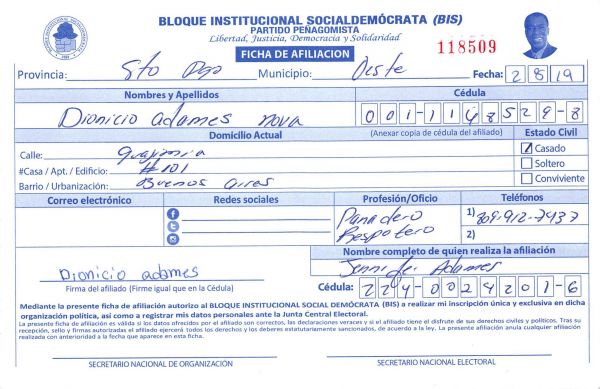 BLOQUE INSTITUCIONAL SOCIALDEMÓCRATA (BIS)
PARTIDO PEÑAGOMISTA
Libertad, Justicia, Democracia y Solidaridad
FICHA DE AFILIACION
118509
Provincia: Sto Dgo Municipio: Oeste Fecha: 2 8 19
Nombres y Apellidos Cédula
Dionicio adames nova 001-1148529-8
Domicilio Actual (Anexar copia de cédula del afiliado) Estado Civil
Calle: Casado
#Casa / Apt. / Edificio: #101 Soltero
Barrio / Urbanización: Buenos aires Conviviente
Correo electrónico Redes sociales Profesión/Oficio Teléfonos
Panadero 1) 809-912-7437
Respotero 2)
Nombre completo de quien realiza la afiliación
Dionicio adames Jennifer Adames
Firma del afiliado (Firme igual que en la Cédula) Cédula: 224-0024201-6
Mediante la presente ficha de afiliación autorizo al BLOQUE INSTITUCIONAL SOCIAL DEMÓCRATA (BIS) a realizar mi inscripción única y exclusiva en dicha
organización política, así como a registrar mis datos personales ante la Junta Central Electoral.
La presente ficha de afiliación es válida si los datos ofrecidos por el afiliado son correctos, las declaraciones veraces y si el titular tiene el disfrute de sus derechos civiles y políticos. Tras su
recepción, sello y firmas autorizadas el afiliado ejercerá todos los derechos y los deberes estatutariamente sancionados, de acuerdo a la ley. La presente afiliación anula cualquier afiliación
realizada con anterioridad a la fecha que aparece en esta ficha.
SECRETARIO NACIONAL DE ORGANIZACIÓN SECRETARIO NACIONAL ELECTORAL